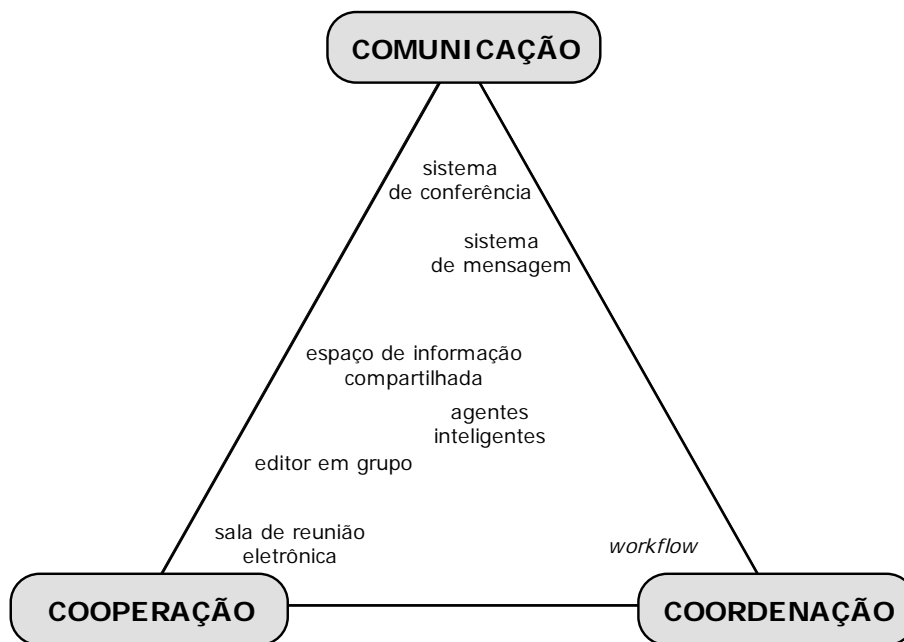 COMUNICAÇÃO
sistema
de conferência
sistema
de mensagem
espaço de informação
compartilhada
agentes
inteligentes
editor em grupo
sala de reunião
eletrônica
workflow
COOPERAÇÃO
COORDENAÇÃO